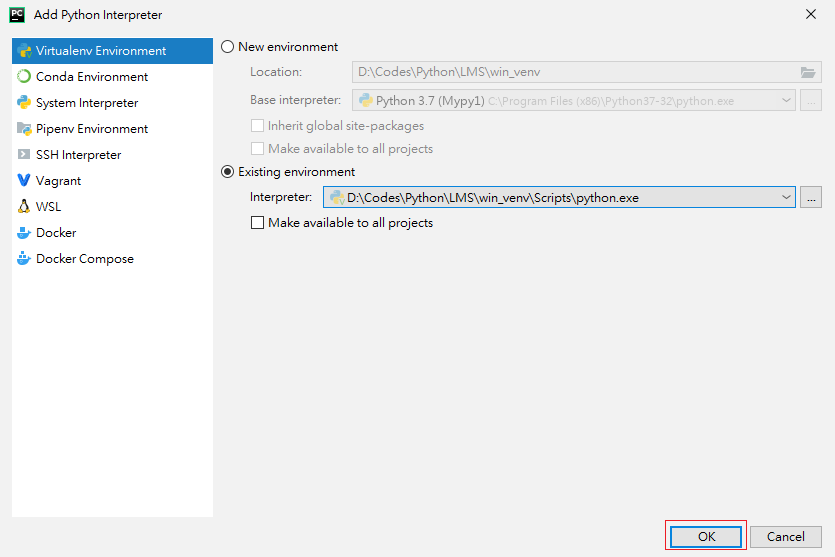 PC Add Python Interpreter
Virtualenv Environment
Conda Environment
System Interpreter
Pipenv Environment
SSH Interpreter
Vagrant
WSL
Docker
Docker Compose
New environment
Location: D:\Codes\Python\LMS\win_venv
Base interpreter: Python 3.7 (Mypy1) C:\Program Files (x86)\Python37-32\python.exe ...
Inherit global site-packages
Make available to all projects
Existing environment
Interpreter: D:\Codes\Python\LMS\win_venv\Scripts\python.exe ...
Make available to all projects
OK Cancel